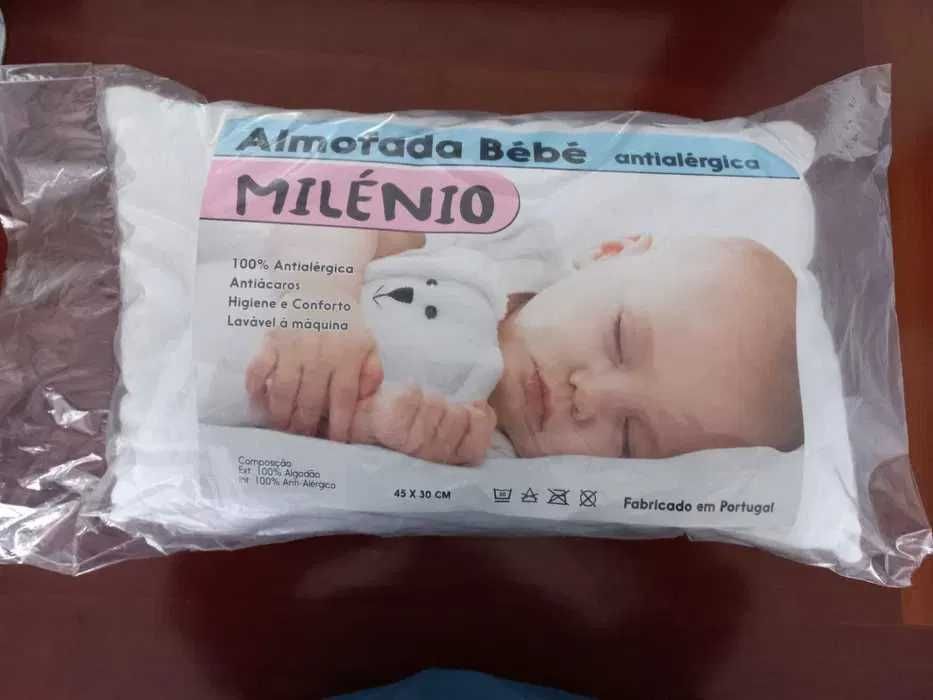 Almofada Bébé antialérgica
MILÉNIO
100% Antialérgica
Antiácaros
Higiene e Conforto
Lavável á máquina
Composição
Ext. 100% Algodão
Int. 100% Anti-Alérgico
45 X 30 CM
Fabricado em Portugal